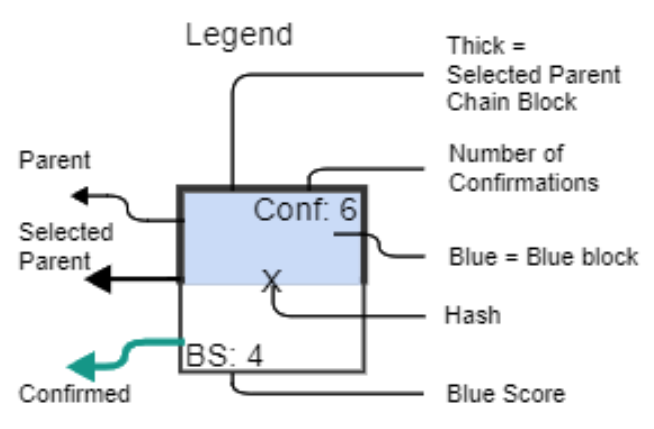 Legend
Thick =
Selected Parent
Chain Block
Parent
Number of
Confirmations
Conf: 6
Selected
Parent
Blue = Blue block
X
Hash
BS: 4
Confirmed
Blue Score